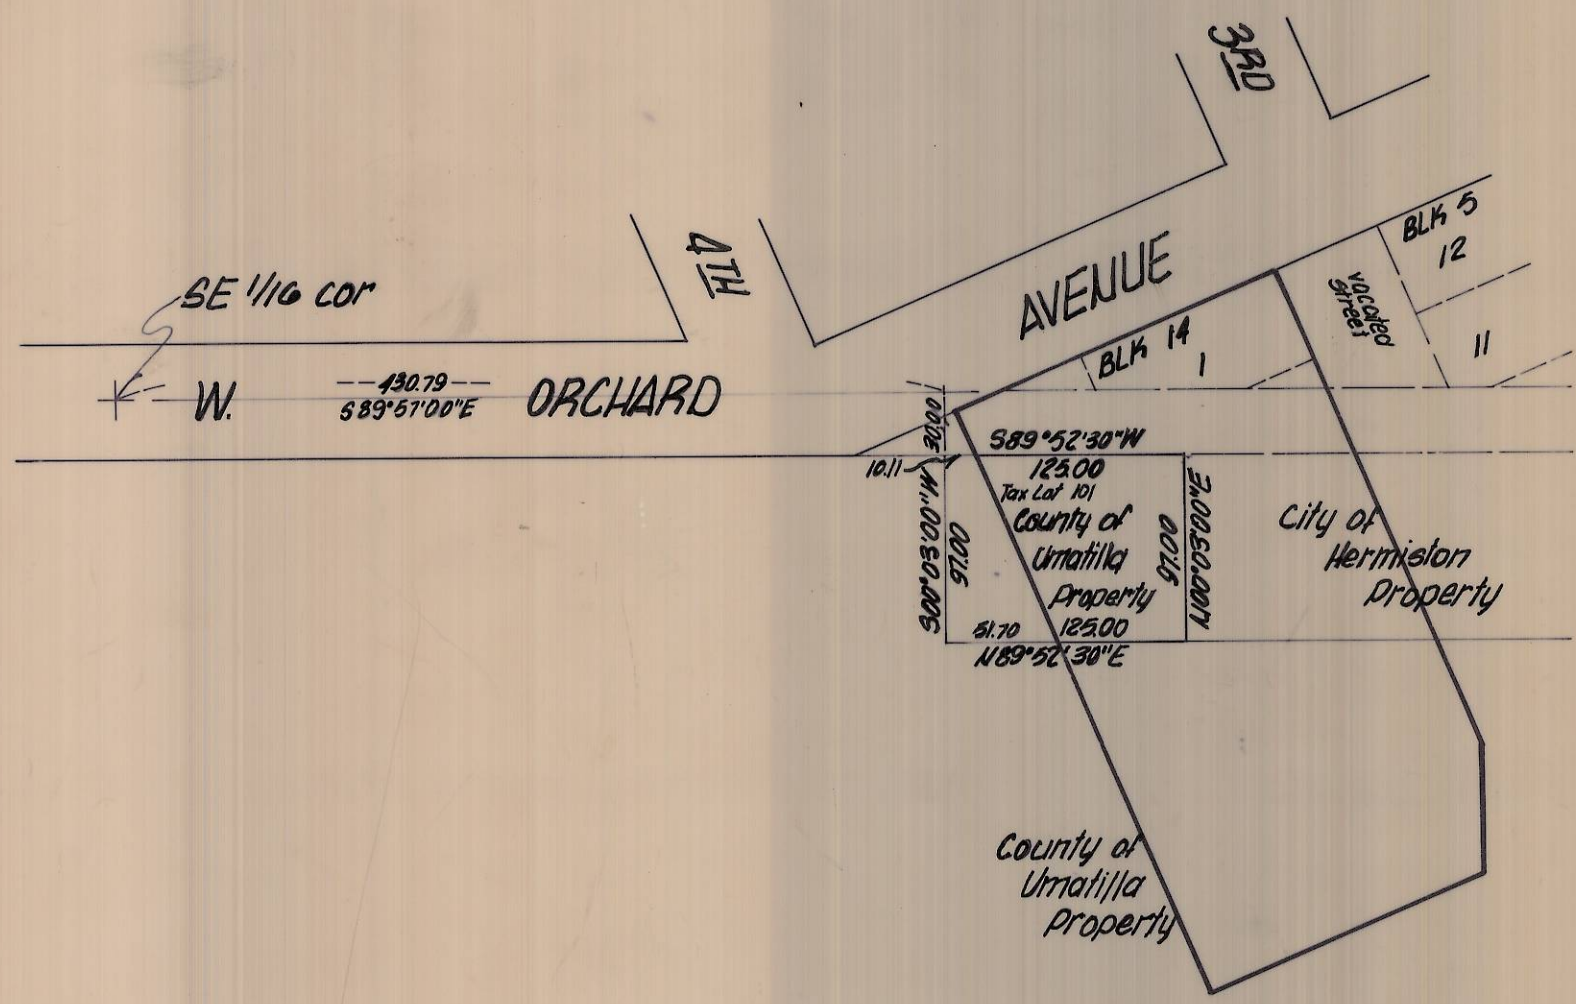 3RD
BLK 5
12
4TH
AVENUE
SE 1/16 COr
vacated
street
BLK 14
1
11
430.79
S89°57'00"E
W. ORCHARD
30.00
S89°52'30"W
10.11
125.00
Tax Lot 101
County of
Umatilla
Property
S00°03'00"W
97.00
97.00
N00°03'00"E
City of
Hermiston
Property
51.70 125.00
N89°52'30"E
County of
Umatilla
Property